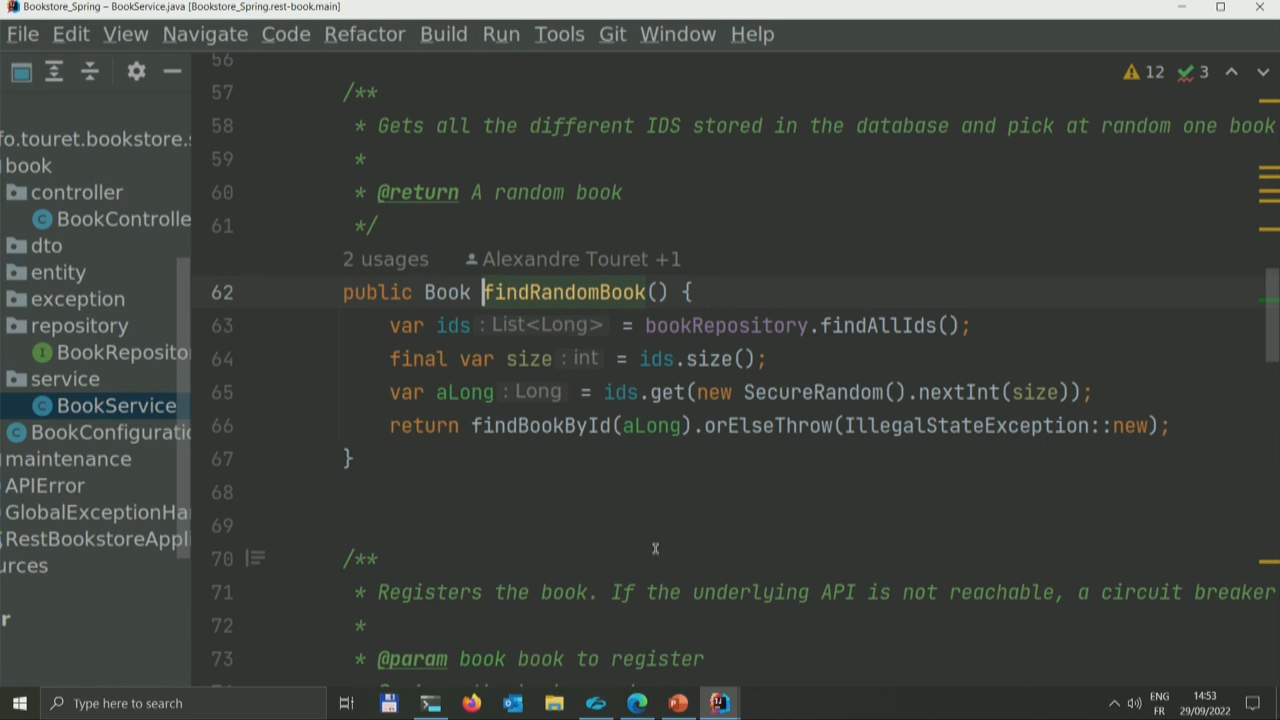 Bookstore_Spring – BookService.java [Bookstore_Spring.rest-book.main]
File Edit View Navigate Code Refactor Build Run Tools Git Window Help
12 3
fo.touret.bookstore.
book
controller
BookControlle
dto
entity
exception
repository
BookReposito
service
BookService
BookConfiguratio
maintenance
APIError
GlobalExceptionHa
RestBookstoreAppl
urces
r
56
57 /**
58 * Gets all the different IDS stored in the database and pick at random one book
59 *
60 * @return A random book
61 */
2 usages Alexandre Touret +1
62 public Book findRandomBook() {
63 var ids : List<Long> = bookRepository.findAllIds();
64 final var size : int = ids.size();
65 var aLong : Long = ids.get(new SecureRandom().nextInt(size));
66 return findBookById(aLong).orElseThrow(IllegalStateException::new);
67 }
68
69
70 /**
71 * Registers the book. If the underlying API is not reachable, a circuit breaker
72 *
73 * @param book book to register
Type here to search
ENG
FR
14:53
29/09/2022